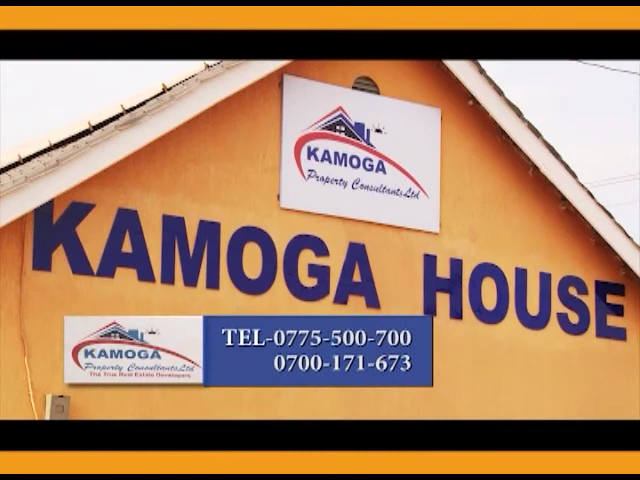 KAMOGA
Property Consultants Ltd
KAMOGA HOUSE
KAMOGA
Property Consultants Ltd
The True Real Estate Developers
TEL-0775-500-700
0700-171-673